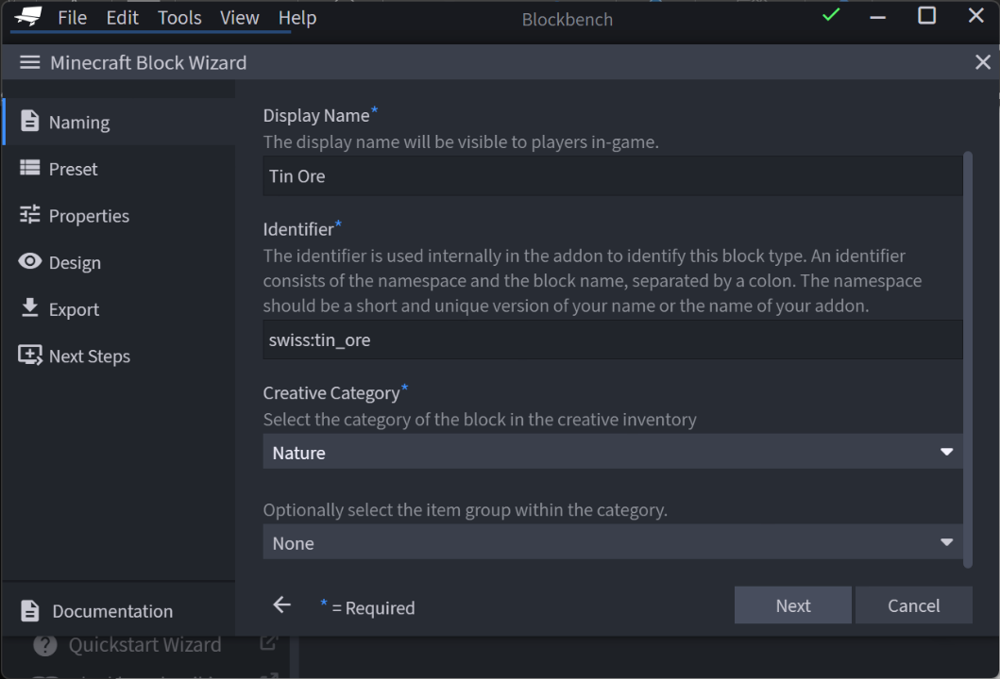 File Edit Tools View Help
Blockbench
Minecraft Block Wizard
Naming
Preset
Properties
Design
Export
Next Steps
Documentation
Quickstart Wizard
Display Name*
The display name will be visible to players in-game.
Tin Ore
Identifier*
The identifier is used internally in the addon to identify this block type. An identifier
consists of the namespace and the block name, separated by a colon. The namespace
should be a short and unique version of your name or the name of your addon.
swiss:tin_ore
Creative Category*
Select the category of the block in the creative inventory
Nature
Optionally select the item group within the category.
None
* = Required
Next
Cancel